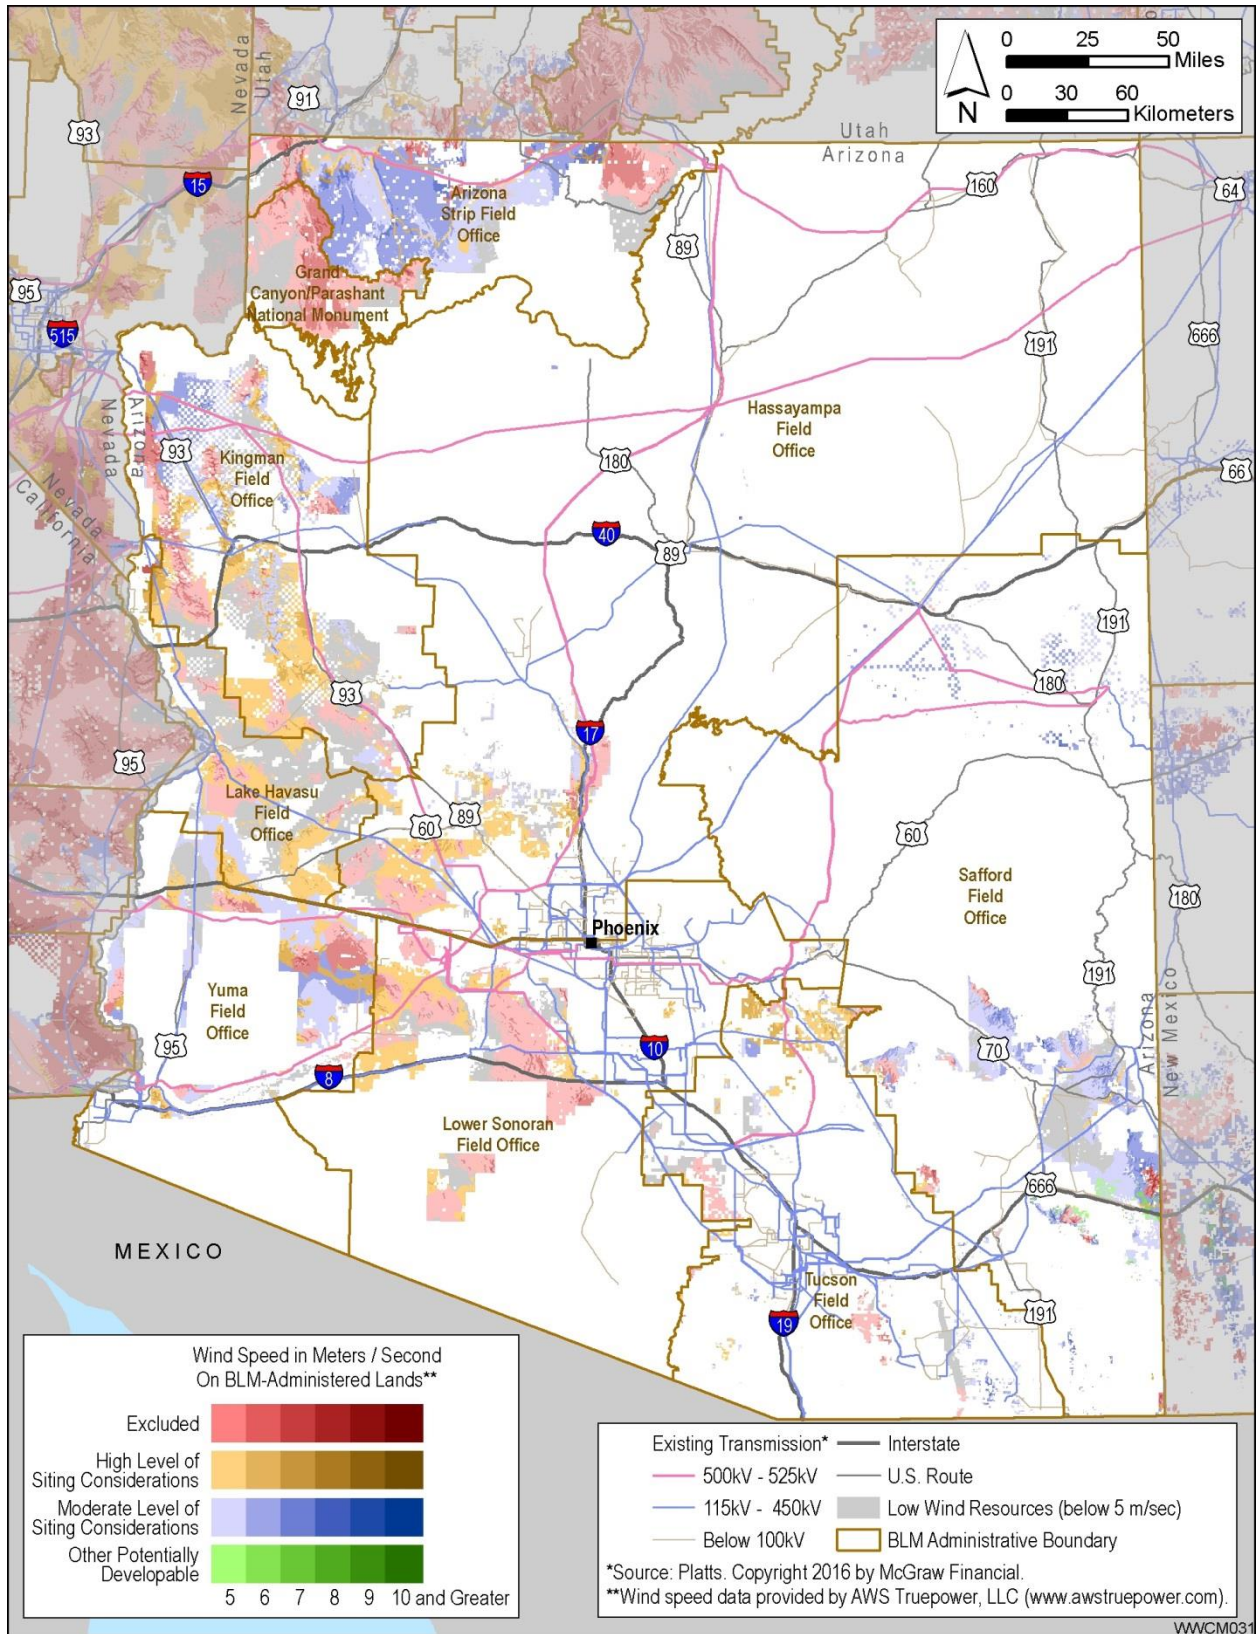 0 25 50
Miles
0 30 60
Kilometers
N
Nevada
Utah
91
93
Utah
Arizona
15
160
64
Arizona
Strip Field
Office
89
95
Grand
Canyon/Parashant
National Monument
515
666
191
Arizona
Nevada
Hassayampa
Field
Office
93
Kingman
Field
Office
180
66
Nevada
California
40
89
191
180
93
17
95
Lake Havasu
Field
Office
89
60
60
Safford
Field
Office
180
Phoenix
191
Yuma
Field
Office
Arizona
New Mexico
95
10
70
8
Lower Sonoran
Field Office
666
MEXICO
Tucson
Field
Office
19
191
Wind Speed in Meters / Second
On BLM-Administered Lands**
Excluded
High Level of
Siting Considerations
Moderate Level of
Siting Considerations
Other Potentially
Developable
5 6 7 8 9 10 and Greater
Existing Transmission*
500kV - 525kV
115kV - 450kV
Below 100kV
Interstate
U.S. Route
Low Wind Resources (below 5 m/sec)
BLM Administrative Boundary
*Source: Platts. Copyright 2016 by McGraw Financial.
**Wind speed data provided by AWS Truepower, LLC (www.awstruepower.com).
WWCM031